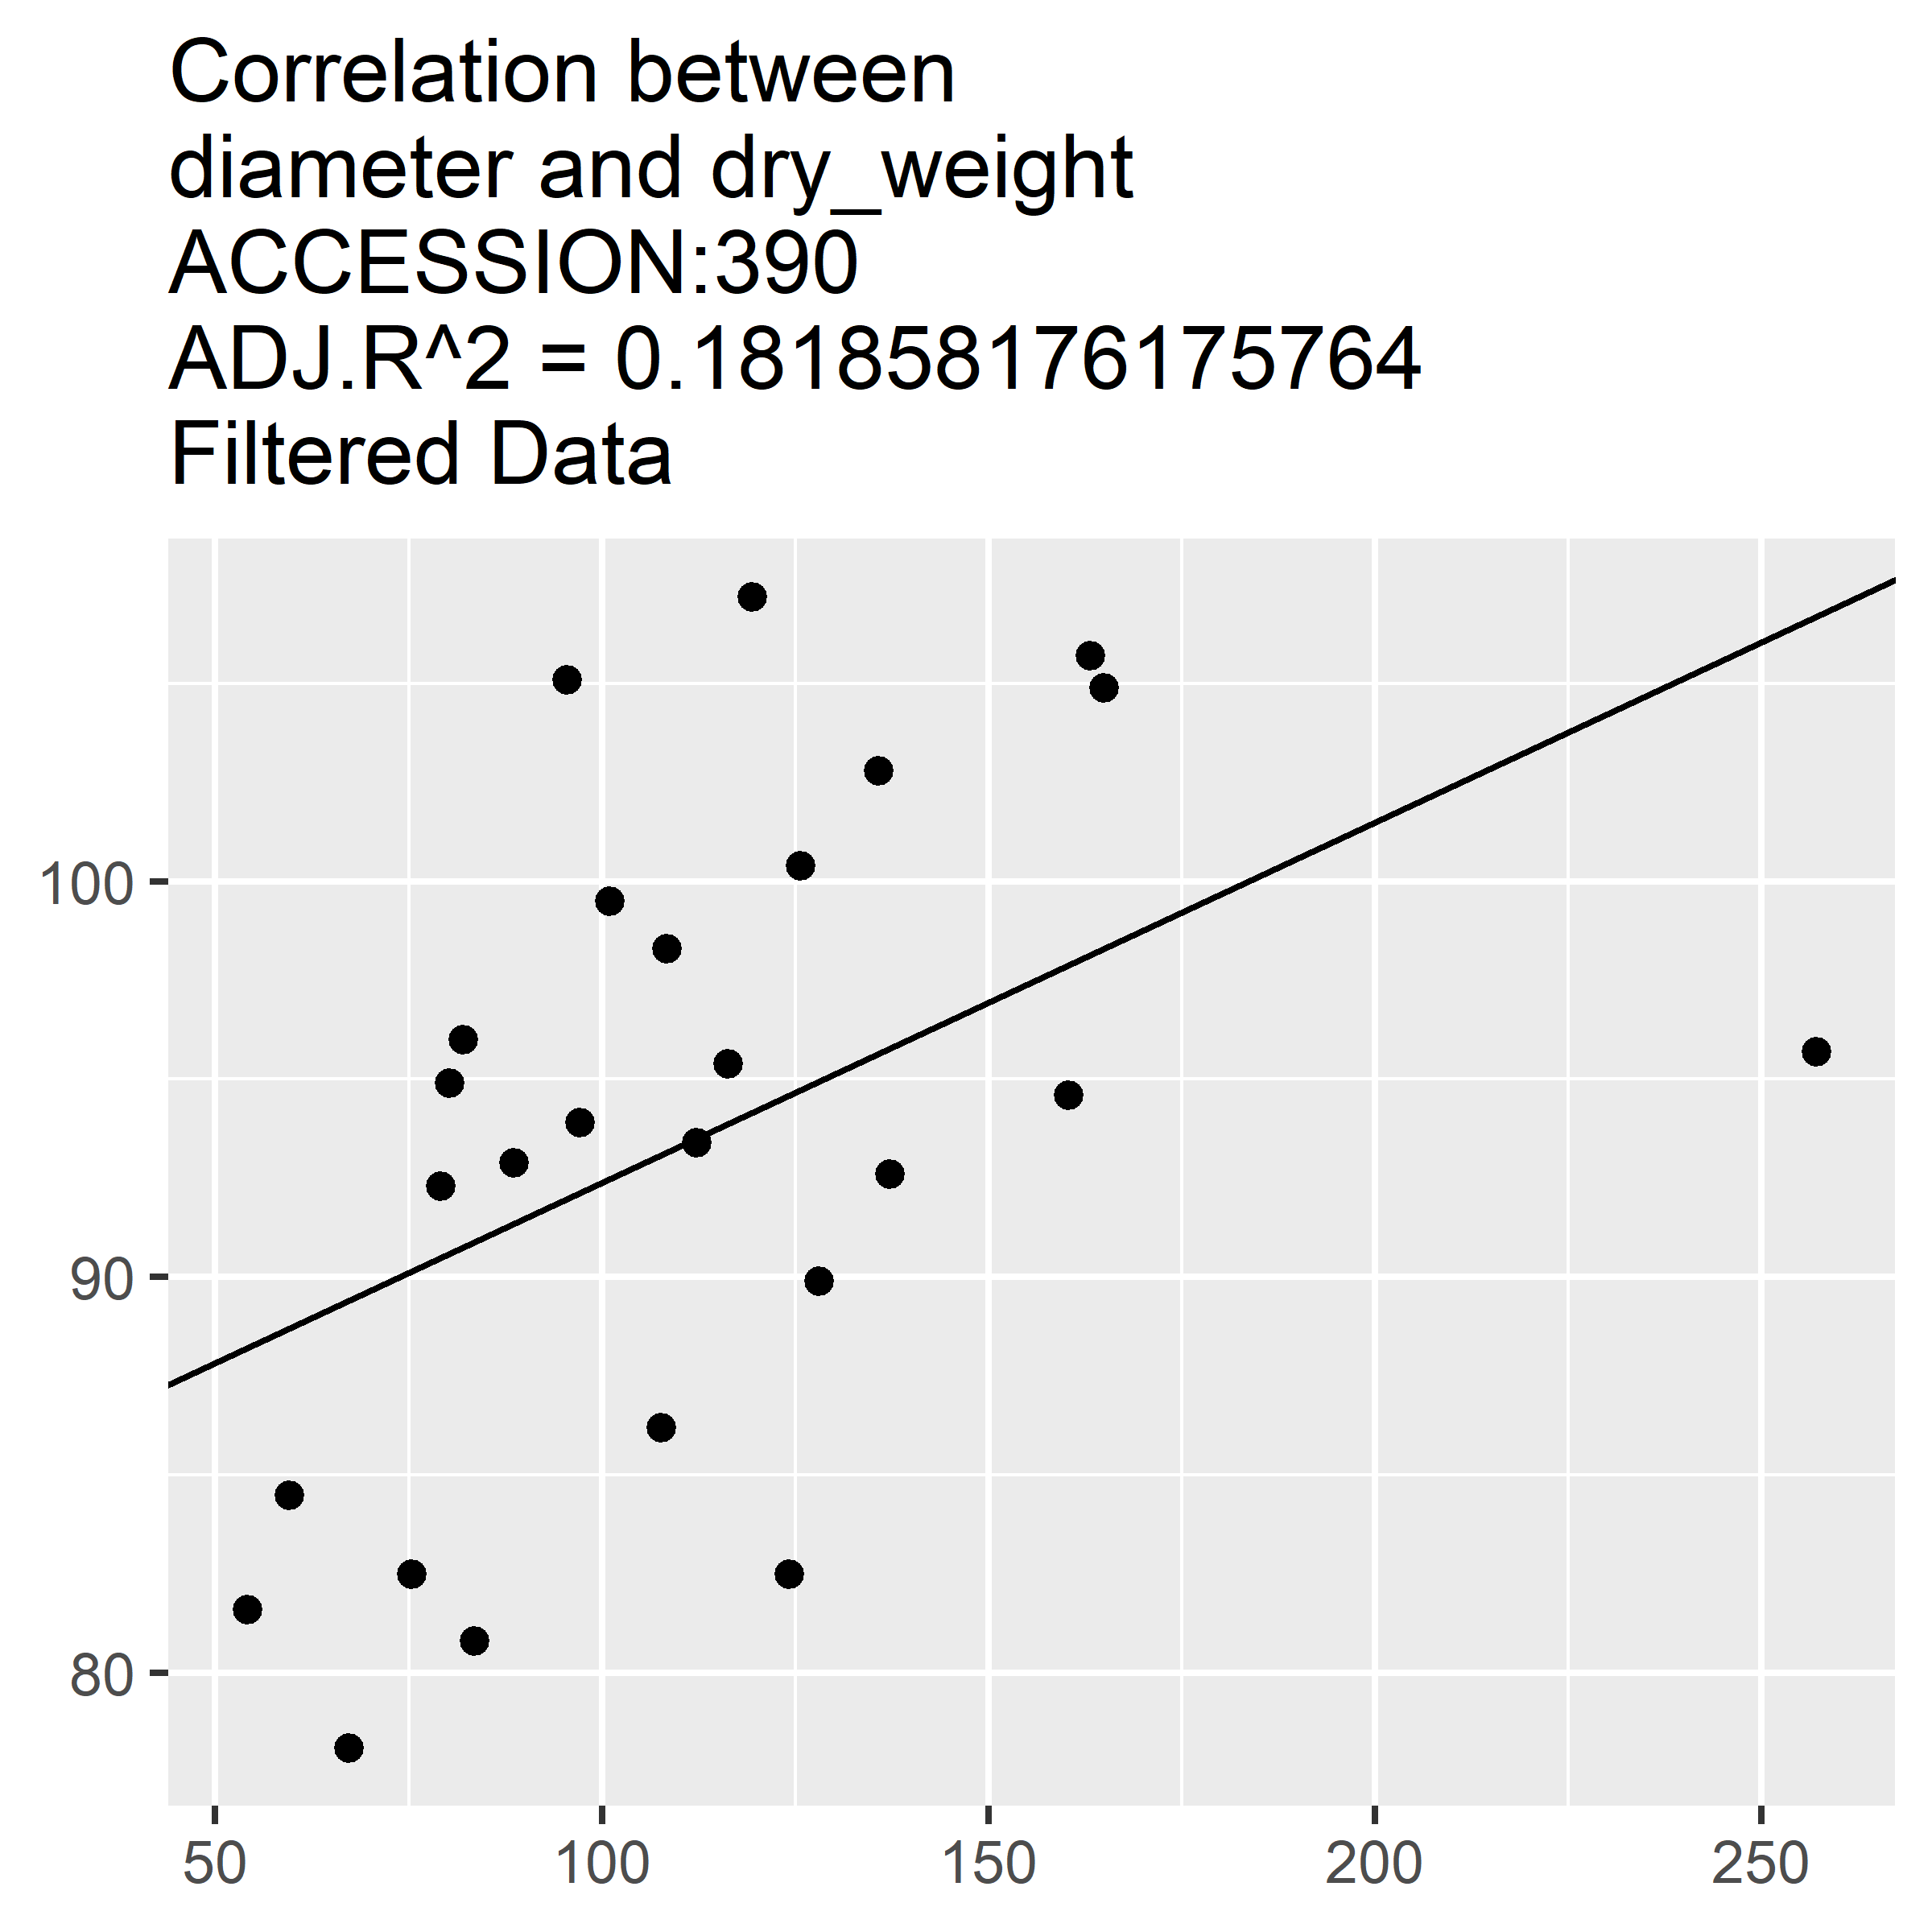 Correlation between
diameter and dry_weight
ACCESSION:390
ADJ.R^2 = 0.181858176175764
Filtered Data
100
90
80
50 100 150 200 250